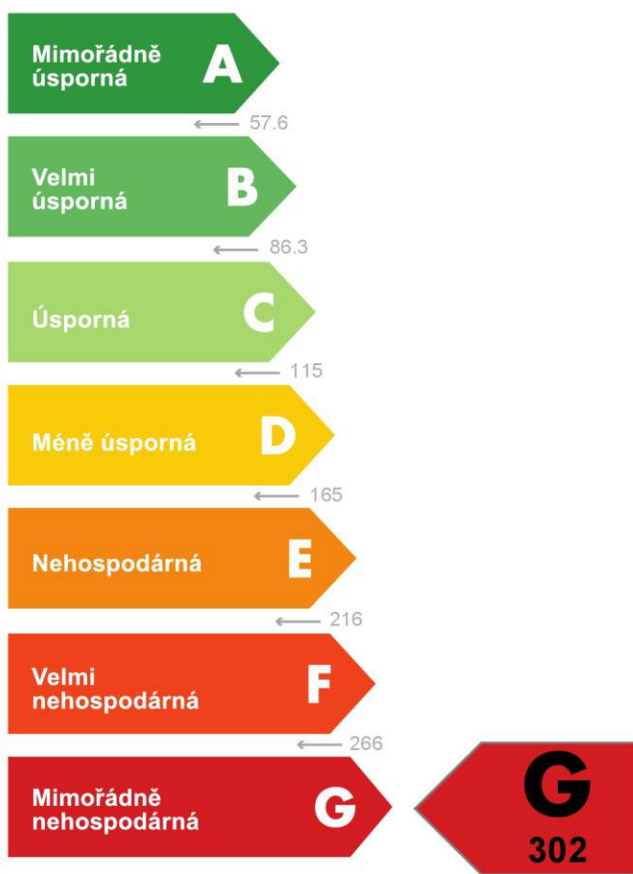 Mimořádně
úsporná
A
57.6
Velmi
úsporná
B
86.3
Úsporná
C
115
Méně úsporná
D
165
Nehospodárná
E
216
Velmi
nehospodárná
F
266
Mimořádně
nehospodárná
G
G
302